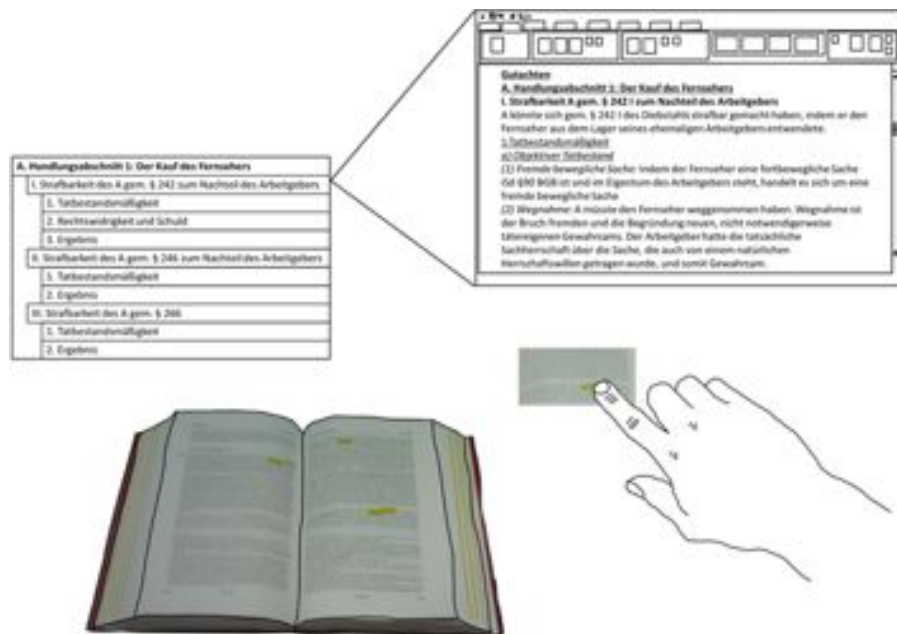 A. Handlungsabschnitt 1: Der Kauf des Fernsehers
I. Strafbarkeit des A gem. § 242 zum Nachteil des Arbeitgebers
1. Tatbestandsmäßigkeit
2. Rechtswidrigkeit und Schuld
3. Ergebnis
II. Strafbarkeit des A gem. § 246 zum Nachteil des Arbeitgebers
1. Tatbestandsmäßigkeit
2. Ergebnis
III. Strafbarkeit des A gem. § 266
1. Tatbestandsmäßigkeit
2. Ergebnis
Gutachten
A. Handlungsabschnitt 1: Der Kauf des Fernsehers
I. Strafbarkeit A gem. § 242 I zum Nachteil des Arbeitgebers
A könnte sich gem. § 242 I des Diebstahls strafbar gemacht haben, indem er den
Fernseher aus dem Lager seines ehemaligen Arbeitgebers entwendete.
1.Tatbestandsmäßigkeit
a) Objektiver Tatbestand
(1) Fremde bewegliche Sache: Indem der Fernseher eine fortbewegliche Sache
iSd §90 BGB ist und im Eigentum des Arbeitgebers steht, handelt es sich um eine
fremde bewegliche Sache
(2) Wegnahme: A müsste den Fernseher weggenommen haben. Wegnahme ist
der Bruch fremden und die Begründung neuen, nicht notwendigerweise
tätereigenen Gewahrsams. Der Arbeitgeber hatte die tatsächliche
Sachherrschaft über die Sache, die auch von einem natürlichen
Herrschaftswillen getragen wurde, und somit Gewahrsam.